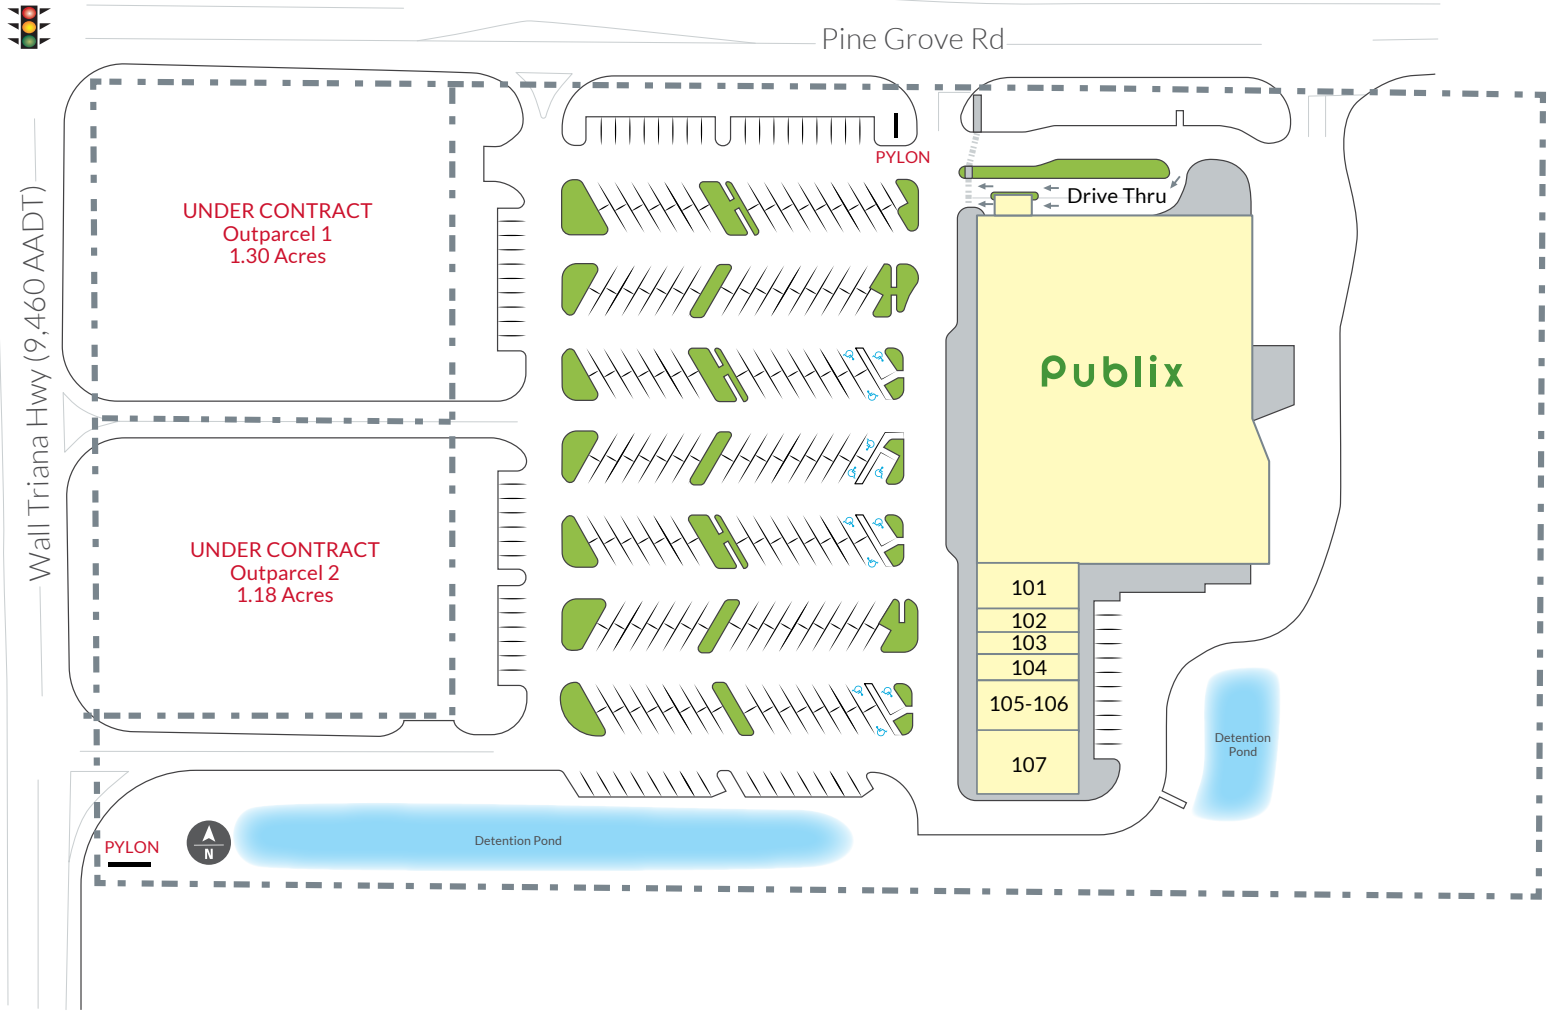 Pine Grove Rd
PYLON
Drive Thru
Wall Triana Hwy (9,460 AADT)
UNDER CONTRACT
Outparcel 1
1.30 Acres
Publix
UNDER CONTRACT
Outparcel 2
1.18 Acres
101
102
103
104
105-106
107
Detention
Pond
Detention Pond
PYLON
N